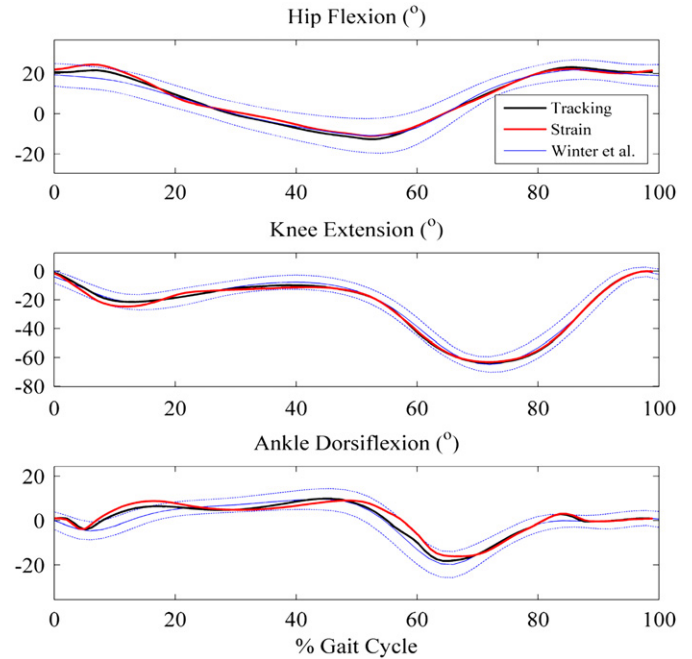 Hip Flexion (°)
20
0
-20
Tracking
Strain
Winter et al.
0 20 40 60 80 100
Knee Extension (°)
0
-20
-40
-60
-80
0 20 40 60 80 100
Ankle Dorsiflexion (°)
20
0
-20
0 20 40 60 80 100
% Gait Cycle